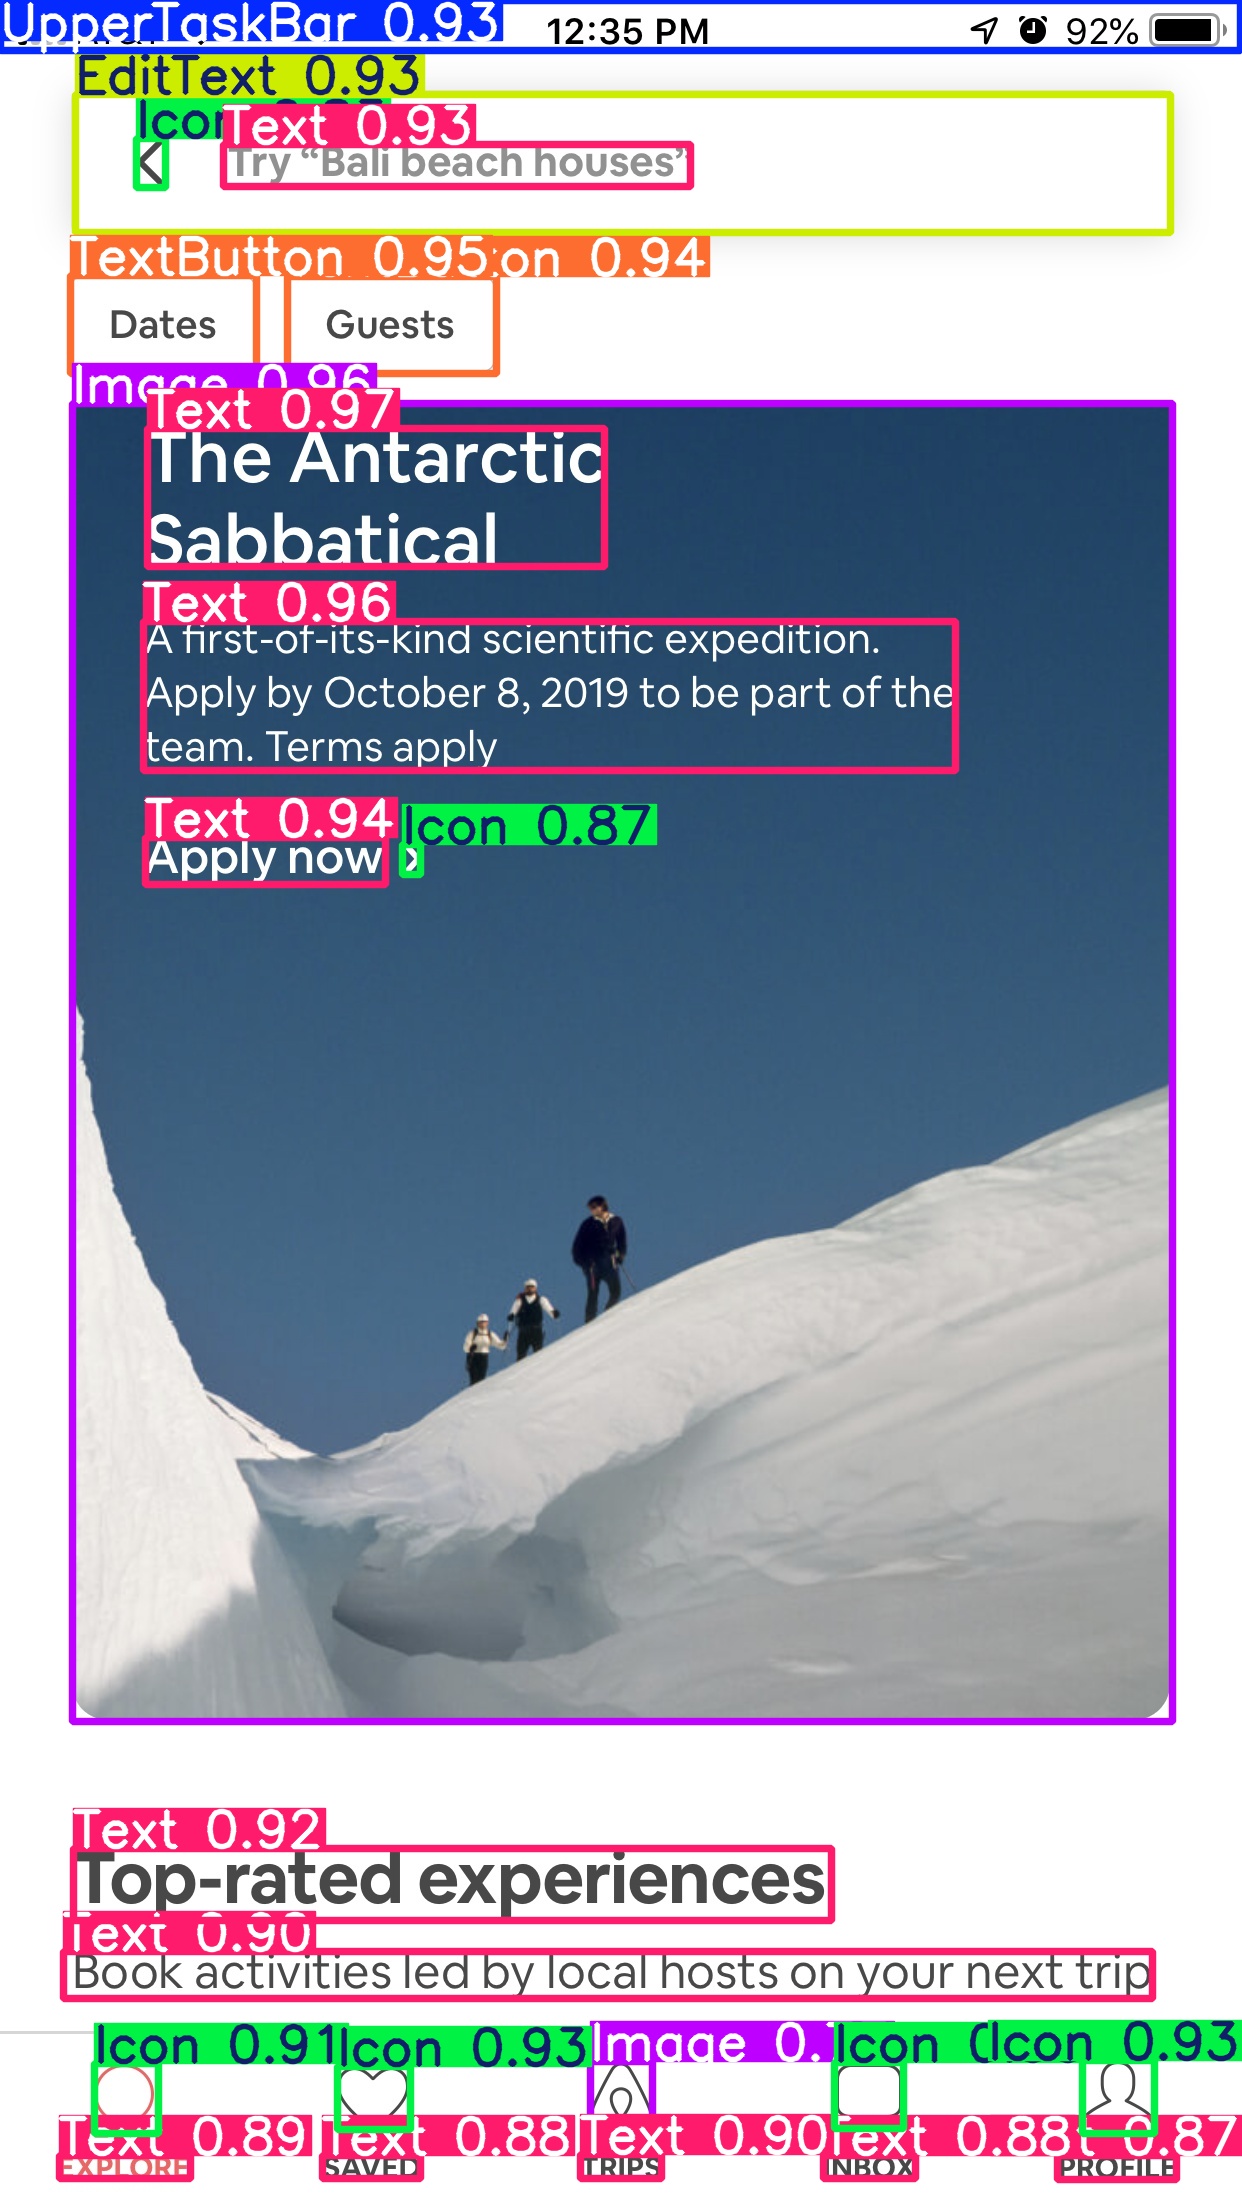 UpperTaskBar 0.93
12:35 PM
92%
EditText 0.93
Text 0.93
Try “Bali beach houses”
TextButton 0.95
on 0.94
Dates
Guests
Image 0.96
Text 0.97
The Antarctic
Sabbatical
Text 0.96
A first-of-its-kind scientific expedition.
Apply by October 8, 2019 to be part of the
team. Terms apply
Text 0.94
Icon 0.87
Apply now
Text 0.92
Top-rated experiences
Text 0.90
Book activities led by local hosts on your next trip
Icon 0.91
Icon 0.93
Image 0.
Icon
Icon 0.93
Text 0.89
Text 0.88
Text 0.90
Text 0.88
0.87
EXPLORE
SAVED
TRIPS
INBOX
PROFILE